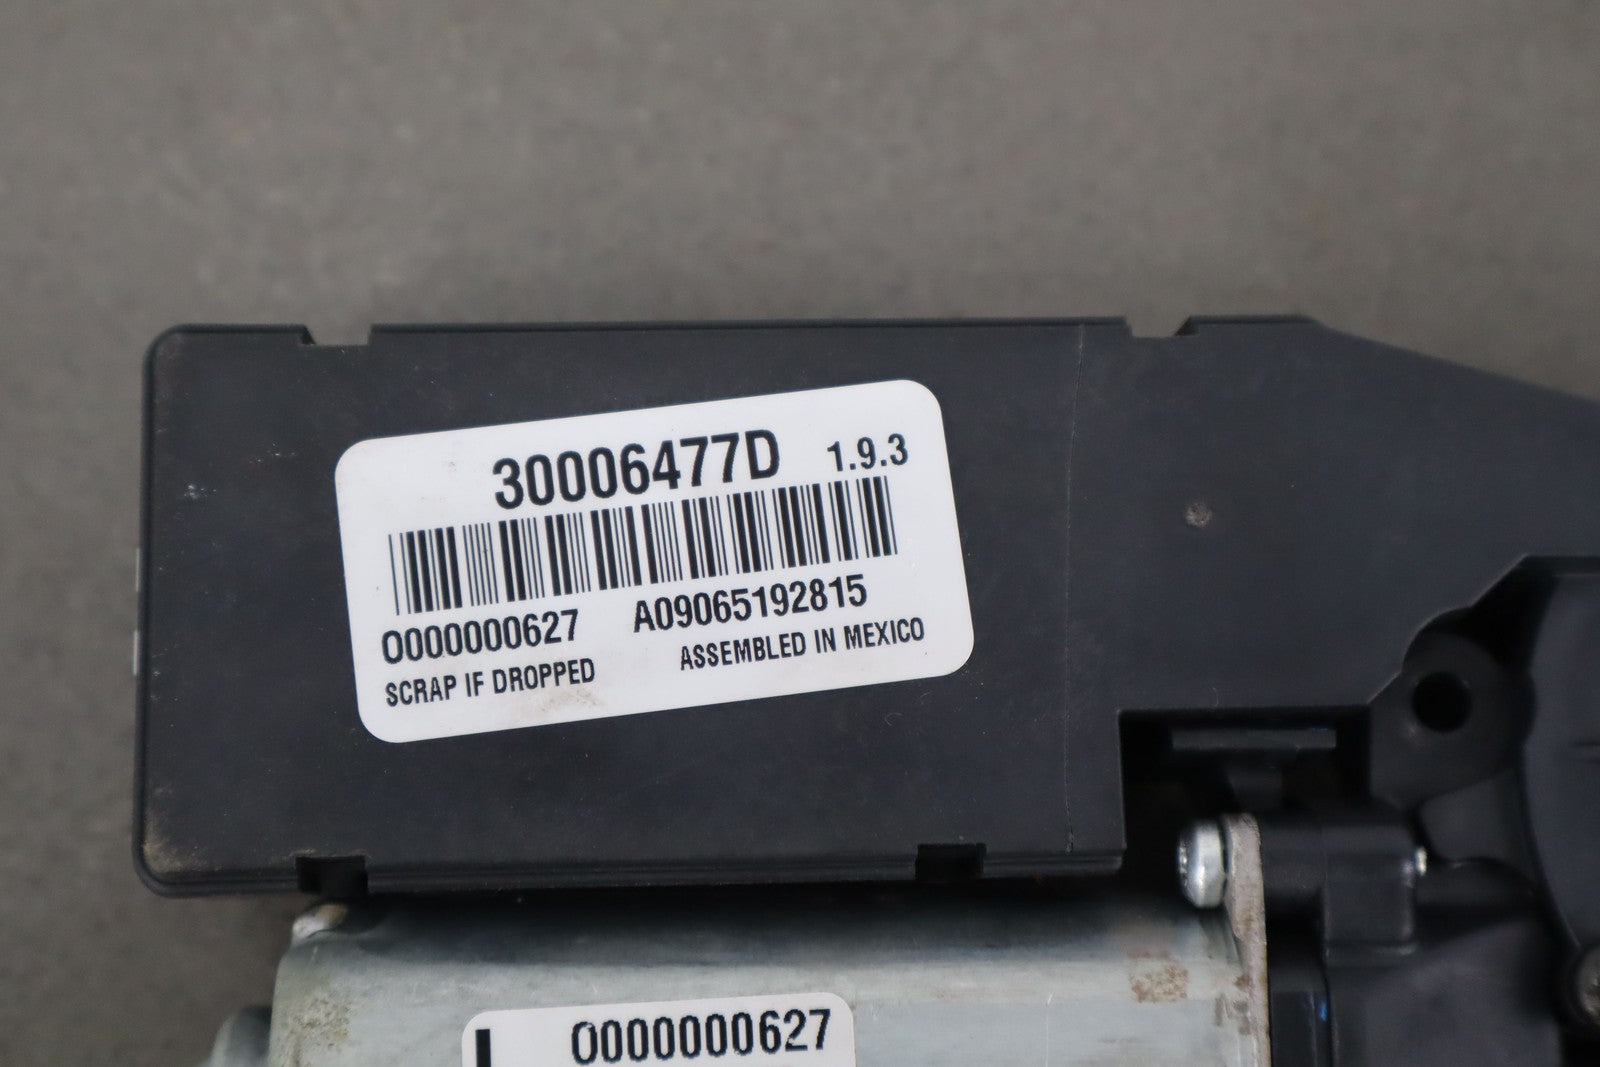 30006477D 1.9.3
0000000627 A09065192815
SCRAP IF DROPPED ASSEMBLED IN MEXICO
0000000627